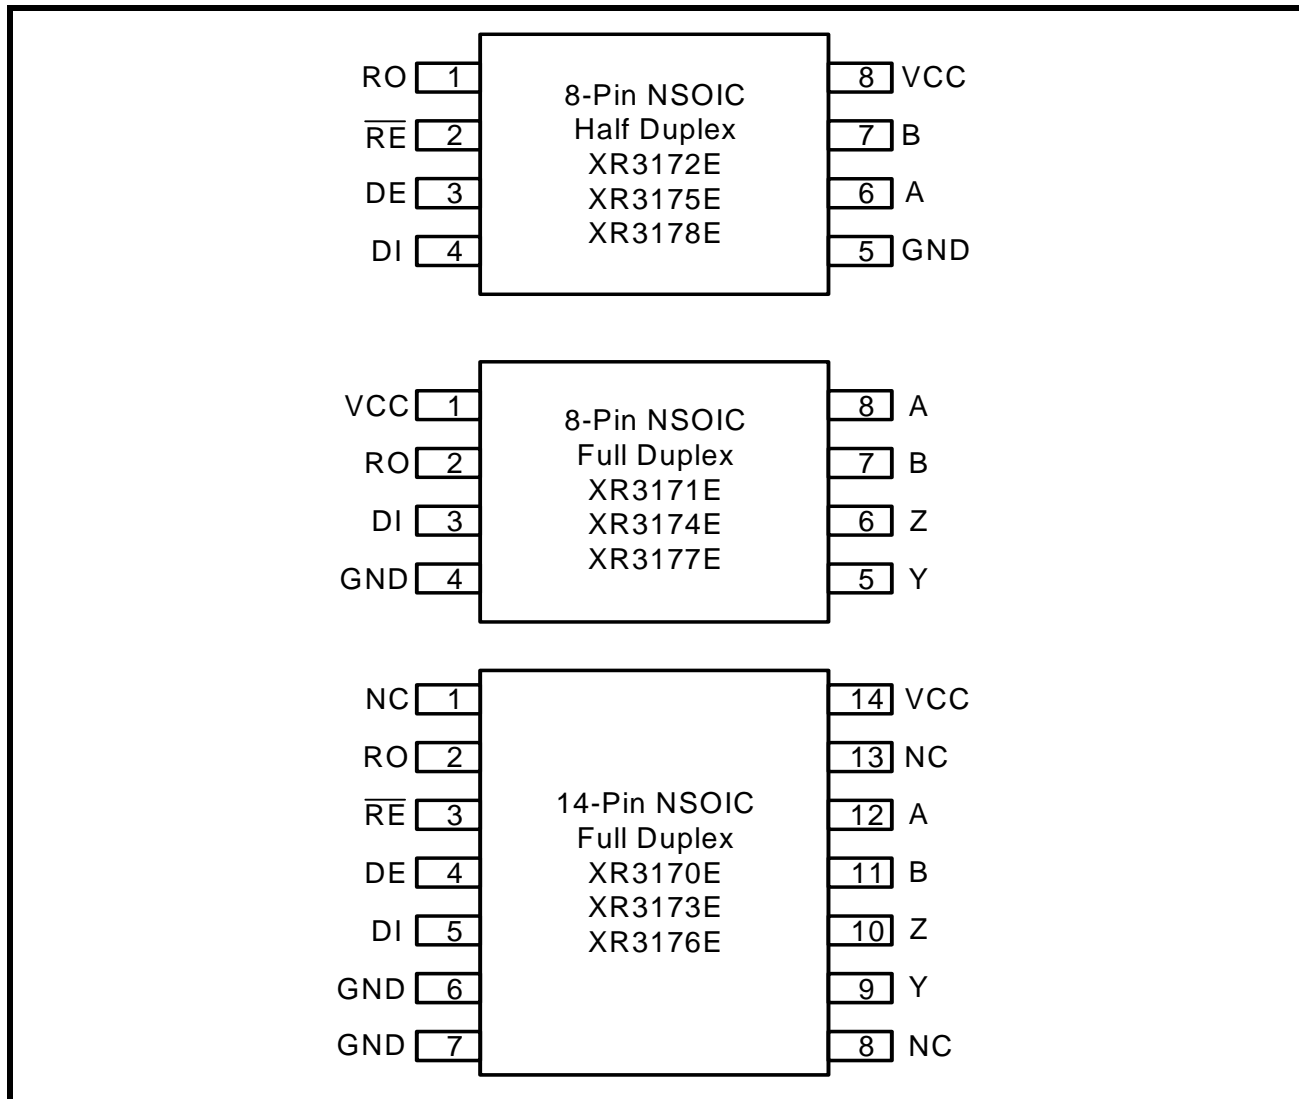 RO 1 8 VCC
8-Pin NSOIC
Half Duplex
R̅E̅ 2 7 B
XR3172E
DE 3 6 A
XR3175E
XR3178E
DI 4 5 GND
VCC 1 8 A
8-Pin NSOIC
Full Duplex
RO 2 7 B
XR3171E
DI 3 6 Z
XR3174E
XR3177E
GND 4 5 Y
NC 1 14 VCC
RO 2 13 NC
14-Pin NSOIC
R̅E̅ 3 12 A
Full Duplex
DE 4 XR3170E 11 B
XR3173E
DI 5 XR3176E 10 Z
GND 6 9 Y
GND 7 8 NC